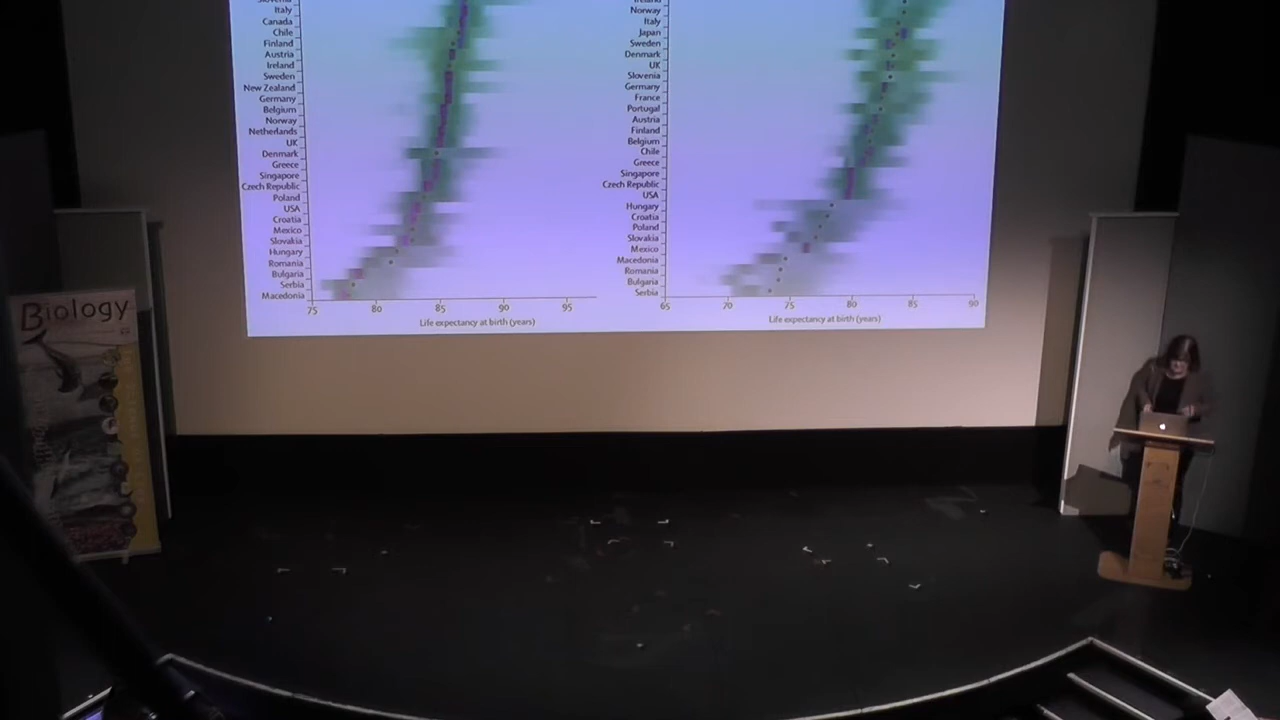 Italy
Canada
Chile
Finland
Austria
Ireland
Sweden
New Zealand
Germany
Belgium
Norway
Netherlands
UK
Denmark
Greece
Singapore
Czech Republic
Poland
USA
Croatia
Mexico
Slovakia
Hungary
Romania
Bulgaria
Serbia
Macedonia
75 80 85 90 95
Life expectancy at birth (years)
Norway
Italy
Japan
Sweden
Denmark
UK
Slovenia
Germany
France
Portugal
Austria
Finland
Belgium
Chile
Greece
Singapore
Czech Republic
USA
Hungary
Croatia
Poland
Slovakia
Mexico
Macedonia
Romania
Bulgaria
Serbia
65 70 75 80 85 90
Life expectancy at birth (years)
Biology